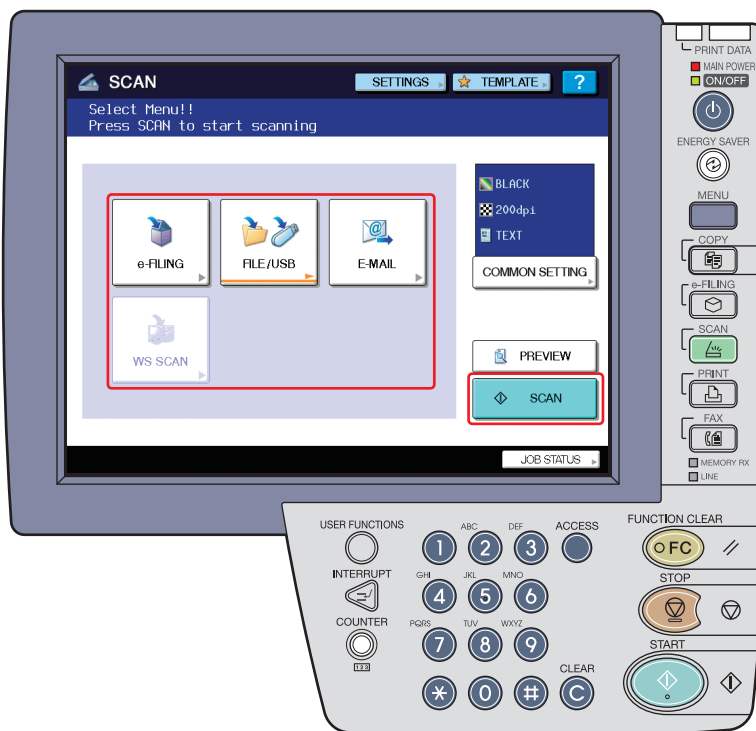 SCAN
SETTINGS
TEMPLATE
?
Select Menu!!
Press SCAN to start scanning
e-FILING
FILE/USB
E-MAIL
WS SCAN
BLACK
200dpi
TEXT
COMMON SETTING
PREVIEW
SCAN
JOB STATUS
PRINT DATA
MAIN POWER
ON/OFF
ENERGY SAVER
MENU
COPY
e-FILING
SCAN
PRINT
FAX
MEMORY RX
LINE
USER FUNCTIONS
INTERRUPT
COUNTER
123
ABC DEF ACCESS
1 2 3
GHI JKL MNO
4 5 6
PQRS TUV WXYZ
7 8 9
CLEAR
* 0 # C
FUNCTION CLEAR
FC //
STOP
START